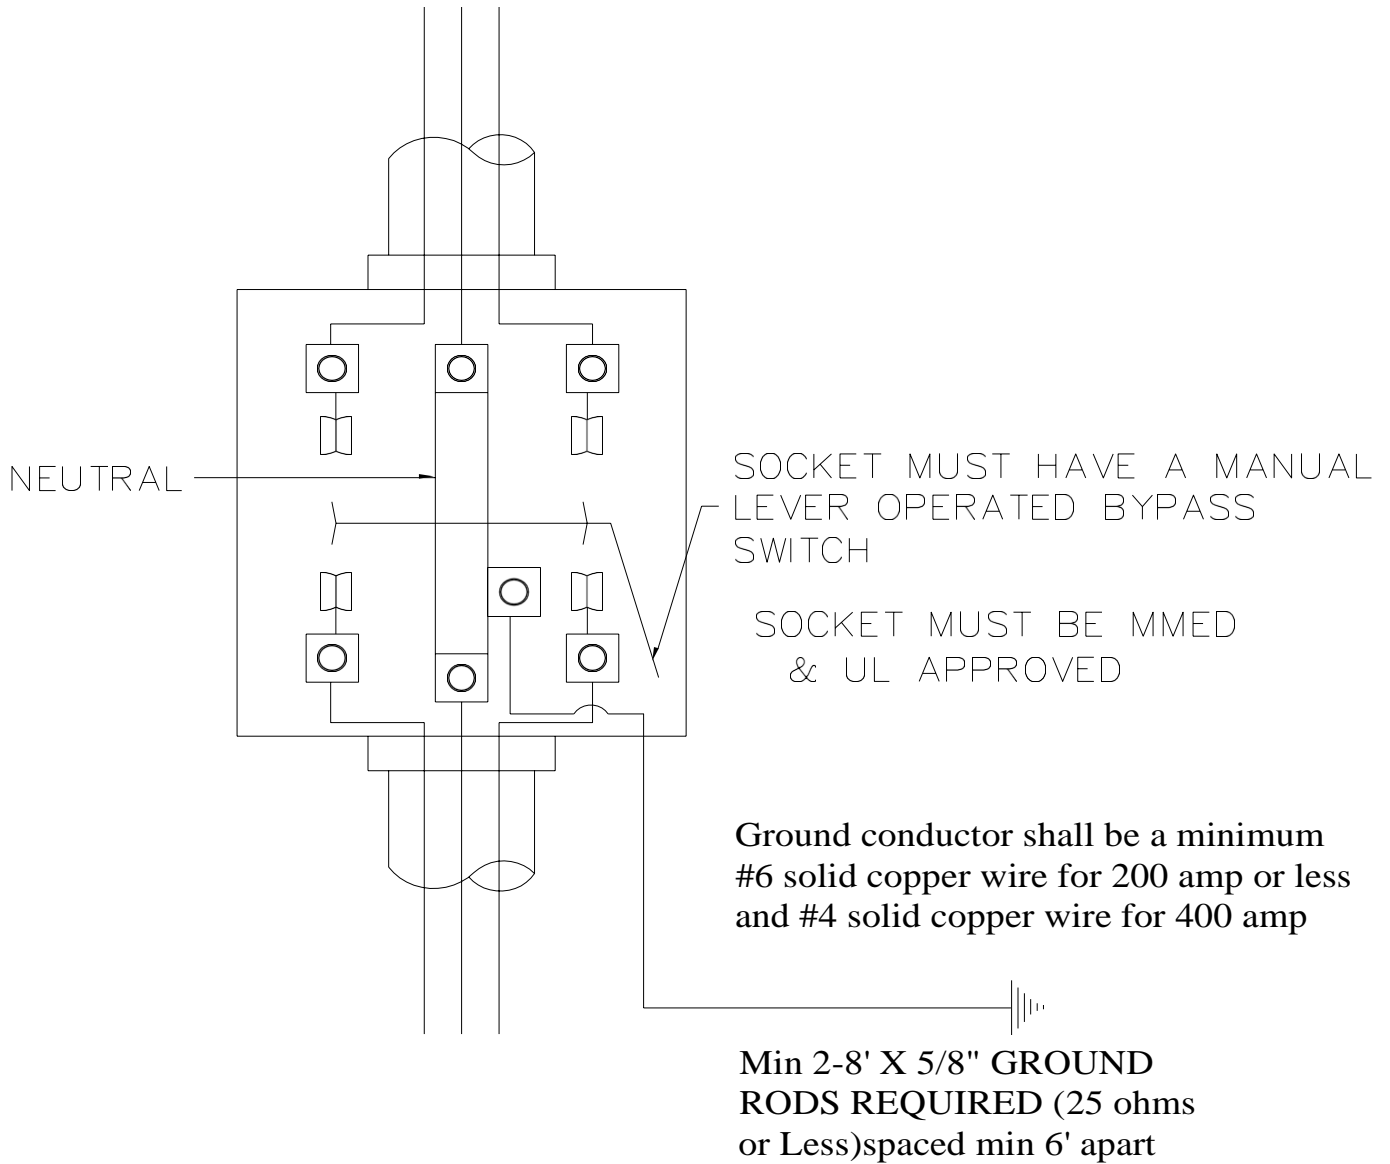 NEUTRAL
SOCKET MUST HAVE A MANUAL
LEVER OPERATED BYPASS
SWITCH
SOCKET MUST BE MMED
& UL APPROVED
Ground conductor shall be a minimum
#6 solid copper wire for 200 amp or less
and #4 solid copper wire for 400 amp
Min 2-8' X 5/8" GROUND
RODS REQUIRED (25 ohms
or Less)spaced min 6' apart